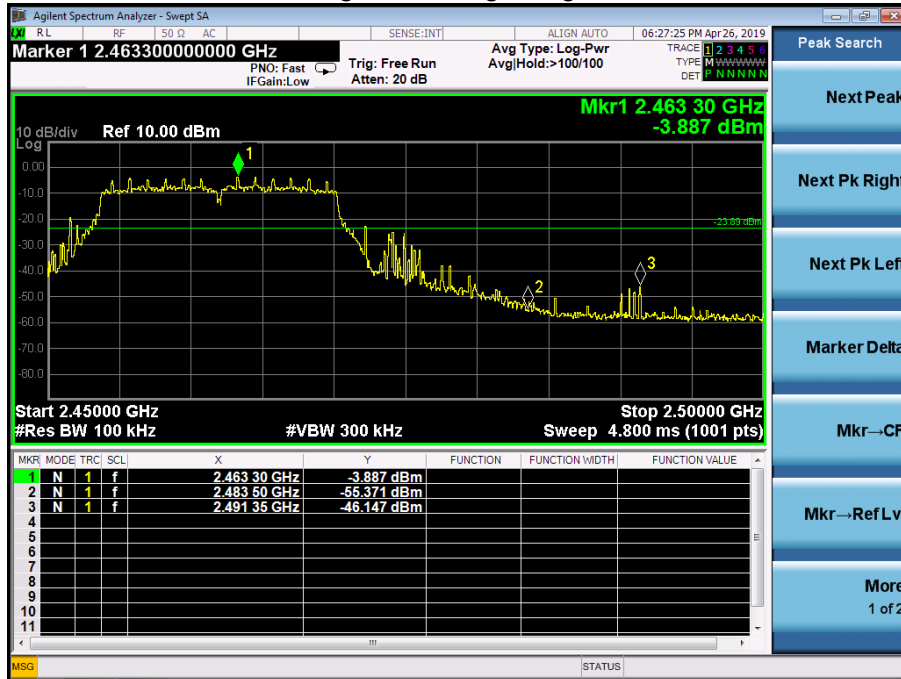 Agilent Spectrum Analyzer - Swept SA
LXI RL RF 50 Ω AC SENSE:INT ALIGN AUTO 06:27:25 PM Apr 26, 2019
Marker 1 2.463300000000 GHz
PNO: Fast
IFGain:Low
Trig: Free Run
Atten: 20 dB
Avg Type: Log-Pwr
Avg|Hold:>100/100
TRACE 1 2 3 4 5 6
TYPE M WWWWW
DET P N N N N N
Peak Search
Next Peak
Next Pk Right
Next Pk Left
Marker Delta
Mkr→CF
Mkr→Ref Lv
More
1 of 2
Mkr1 2.463 30 GHz
-3.887 dBm
10 dB/div Ref 10.00 dBm
Log
0.00
-10.0
-20.0
-30.0
-40.0
-50.0
-60.0
-70.0
-80.0
1
2
3
-23.89 dBm
Start 2.45000 GHz Stop 2.50000 GHz
#Res BW 100 kHz #VBW 300 kHz Sweep 4.800 ms (1001 pts)
MKR MODE TRC SCL X Y FUNCTION FUNCTION WIDTH FUNCTION VALUE
1 N 1 f 2.463 30 GHz -3.887 dBm
2 N 1 f 2.483 50 GHz -55.371 dBm
3 N 1 f 2.491 35 GHz -46.147 dBm
4
5
6
7
8
9
10
11
MSG STATUS